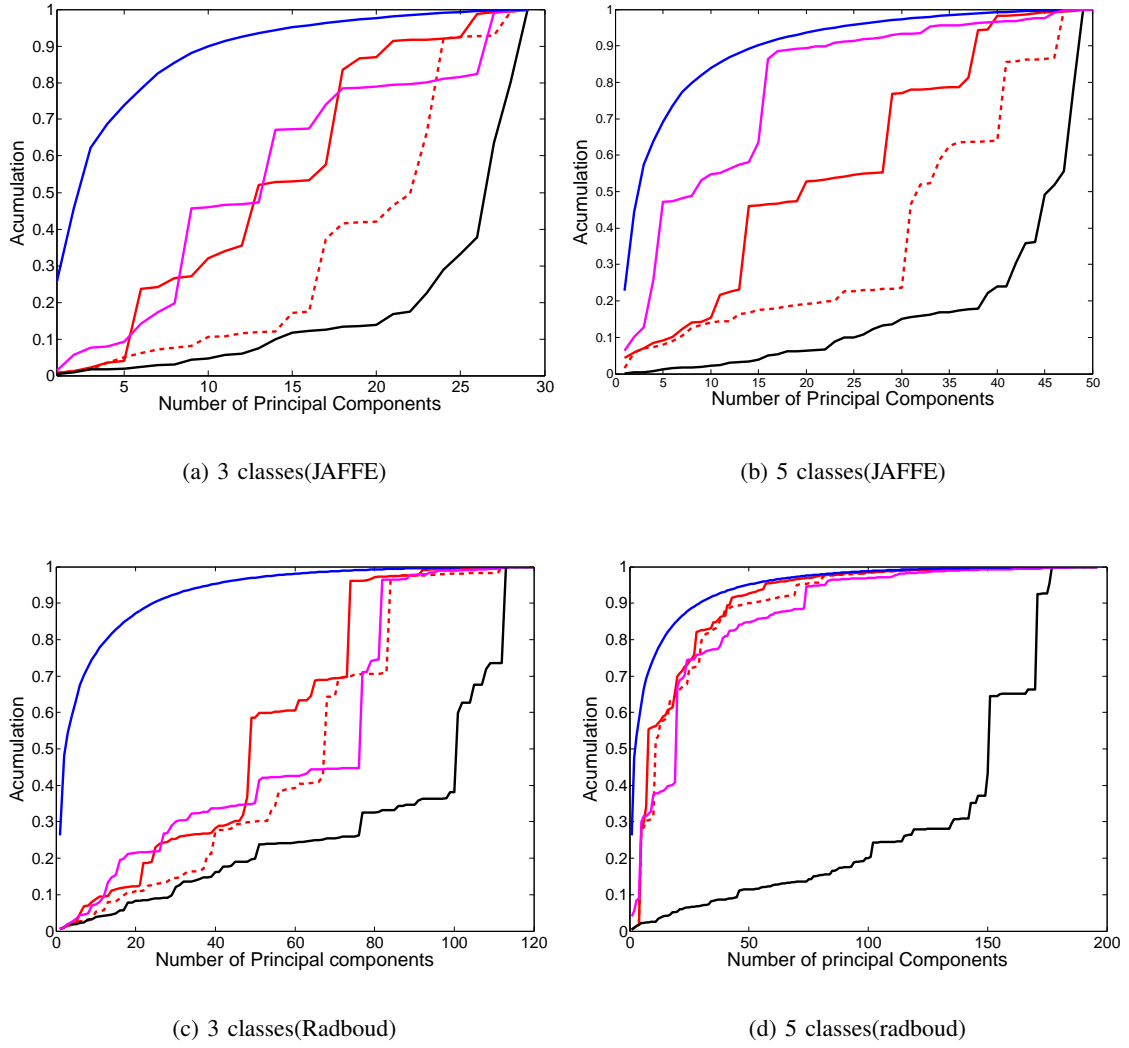 1
0.9
0.8
0.7
0.6
0.5
0.4
0.3
0.2
0.1
0
Acumulation
5 10 15 20 25 30
Number of Principal Components
(a) 3 classes(JAFFE)
1
0.9
0.8
0.7
0.6
0.5
0.4
0.3
0.2
0.1
0
Acumulation
0 5 10 15 20 25 30 35 40 45 50
Number of Principal Components
(b) 5 classes(JAFFE)
1
0.9
0.8
0.7
0.6
0.5
0.4
0.3
0.2
0.1
0
Acumulation
0 20 40 60 80 100 120
Number of Principal components
(c) 3 classes(Radboud)
1
0.9
0.8
0.7
0.6
0.5
0.4
0.3
0.2
0.1
0
Acumulation
0 50 100 150 200
Number of principal Components
(d) 5 classes(radboud)